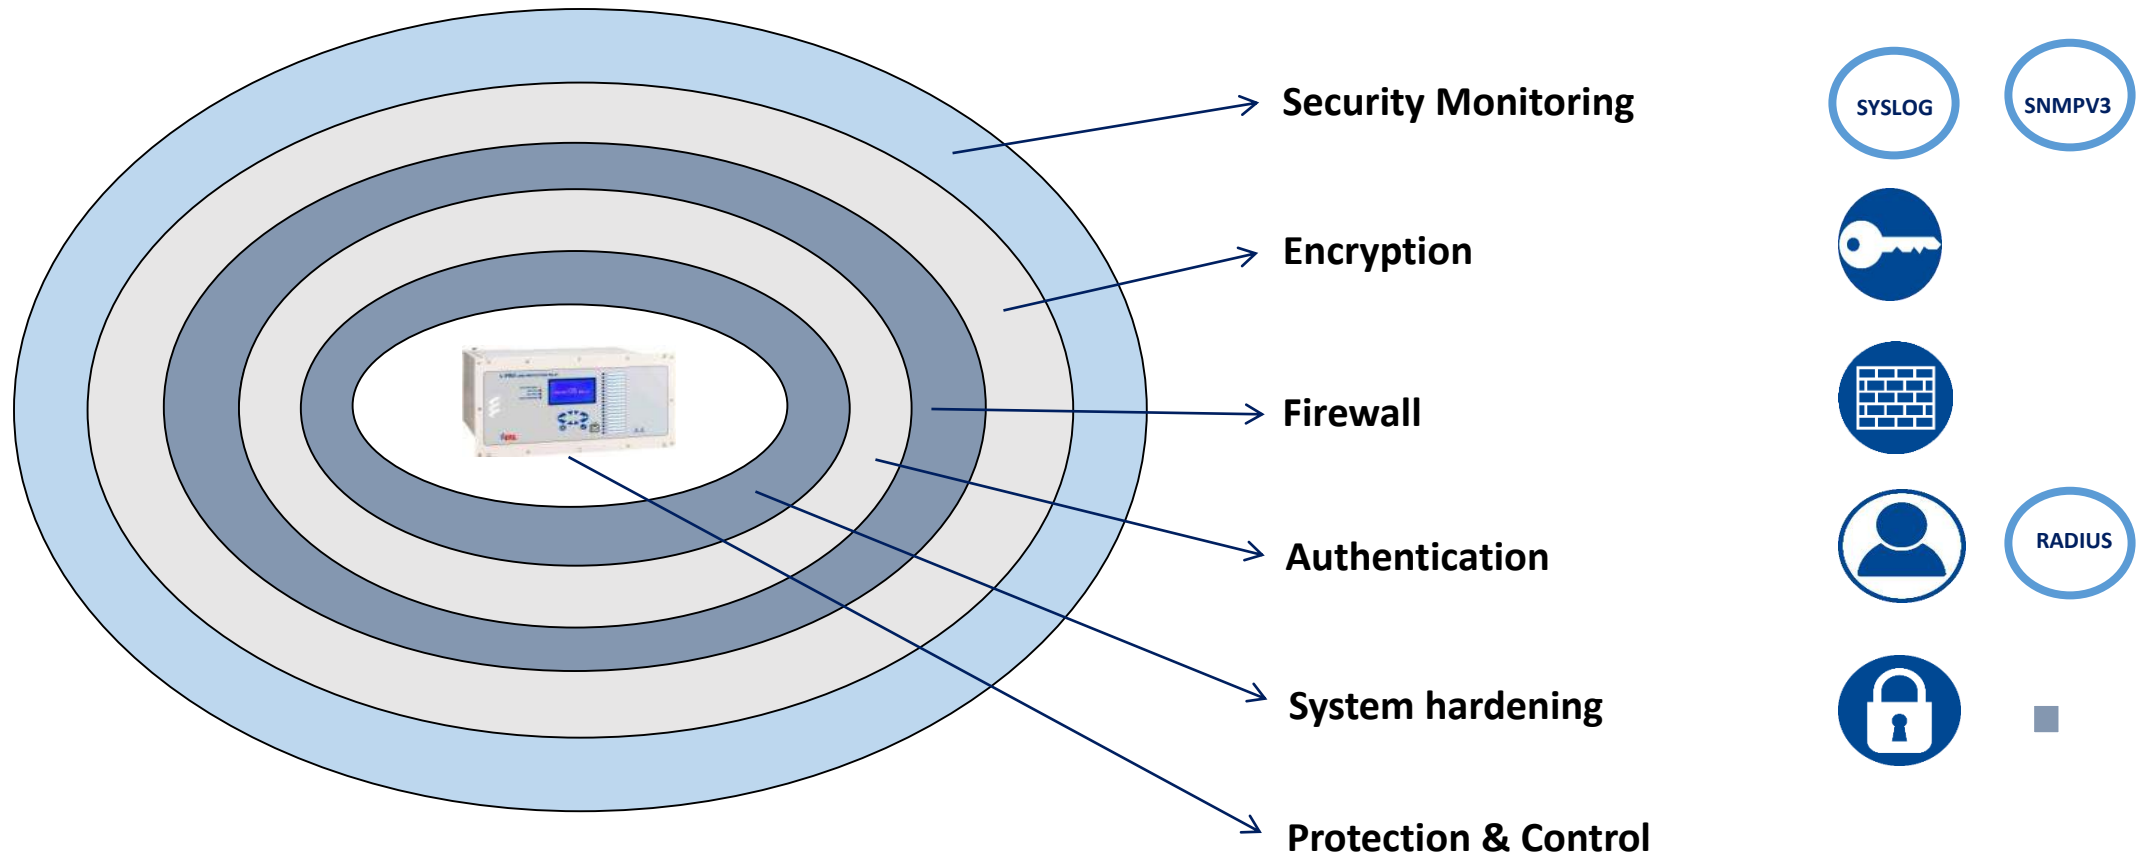 Security Monitoring
SYSLOG
SNMPV3
Encryption
Firewall
Authentication
RADIUS
System hardening
Protection & Control